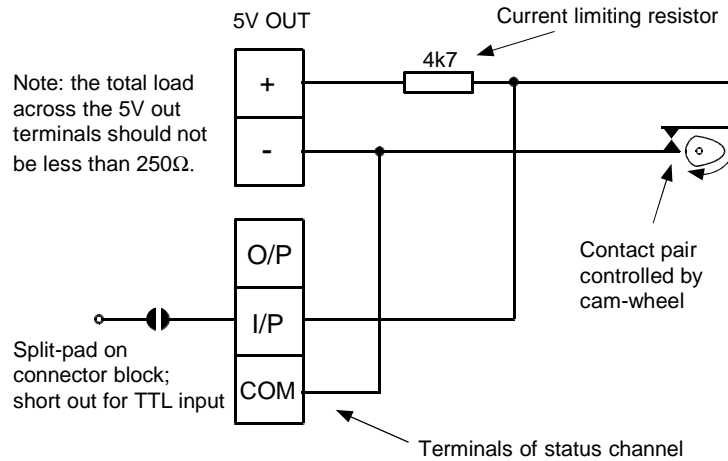 5V OUT
Current limiting resistor
4k7
+
Note: the total load
across the 5V out
terminals should not
be less than 250Ω.
-
O/P
Contact pair
controlled by
cam-wheel
I/P
Split-pad on
connector block;
short out for TTL input
COM
Terminals of status channel